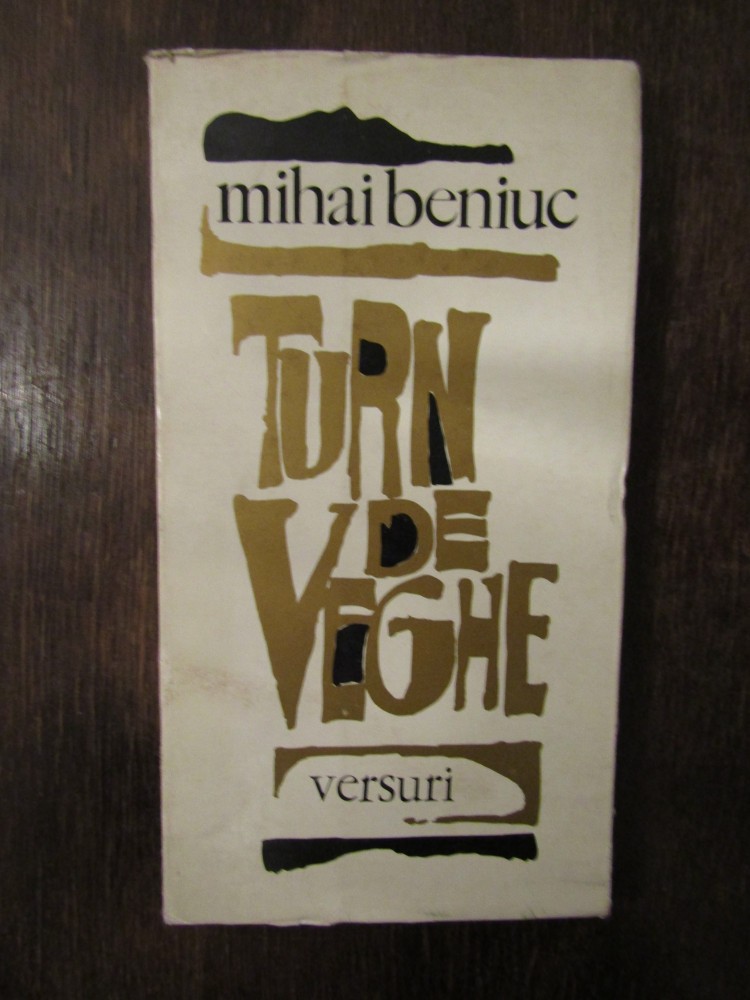 mihai beniuc
TURN
DE
VEGHE
versuri